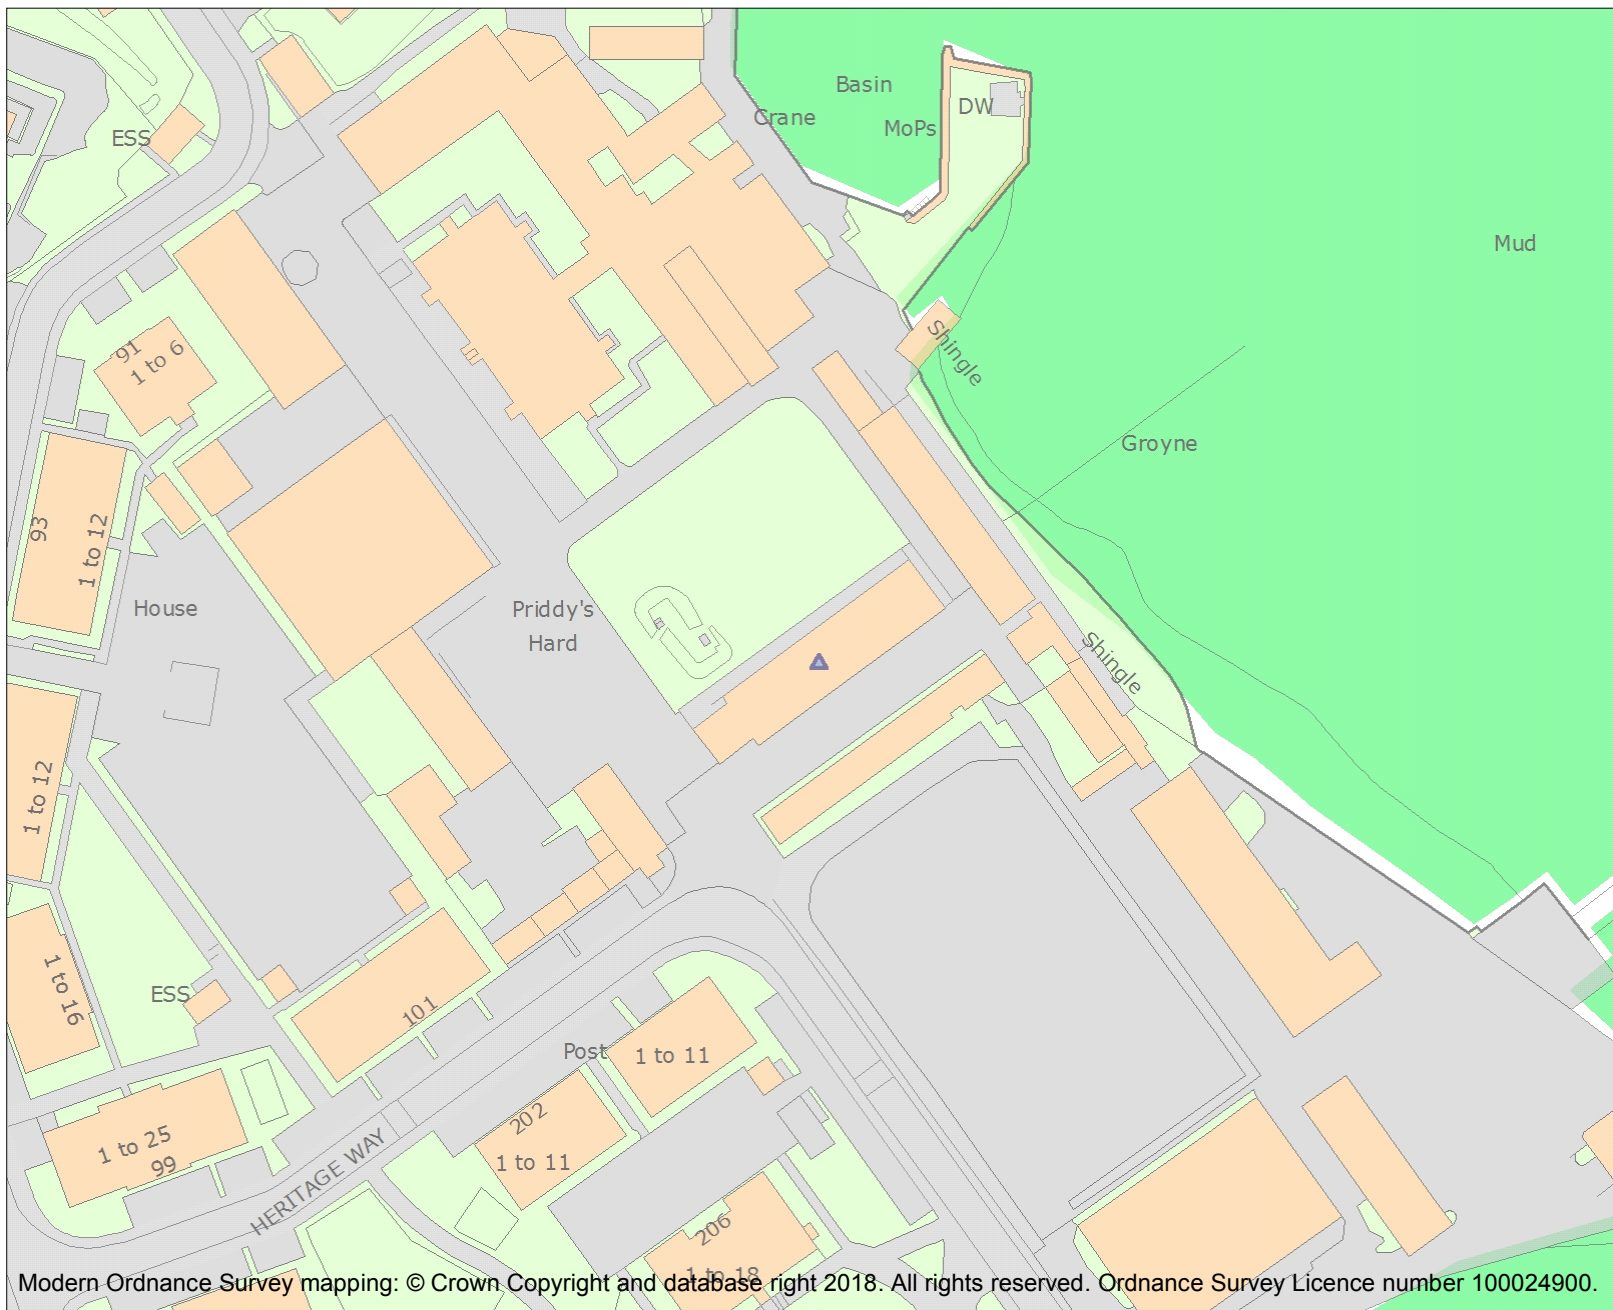 Basin
DW
Crane
MoPs
ESS
Mud
91
1 to 6
Shingle
Groyne
93
1 to 12
House
Priddy's
Hard
Shingle
1 to 12
1 to 16
ESS
101
Post
1 to 11
202
1 to 11
1 to 25
99
HERITAGE WAY
206
1 to 18
Modern Ordnance Survey mapping: © Crown Copyright and database right 2018. All rights reserved. Ordnance Survey Licence number 100024900.